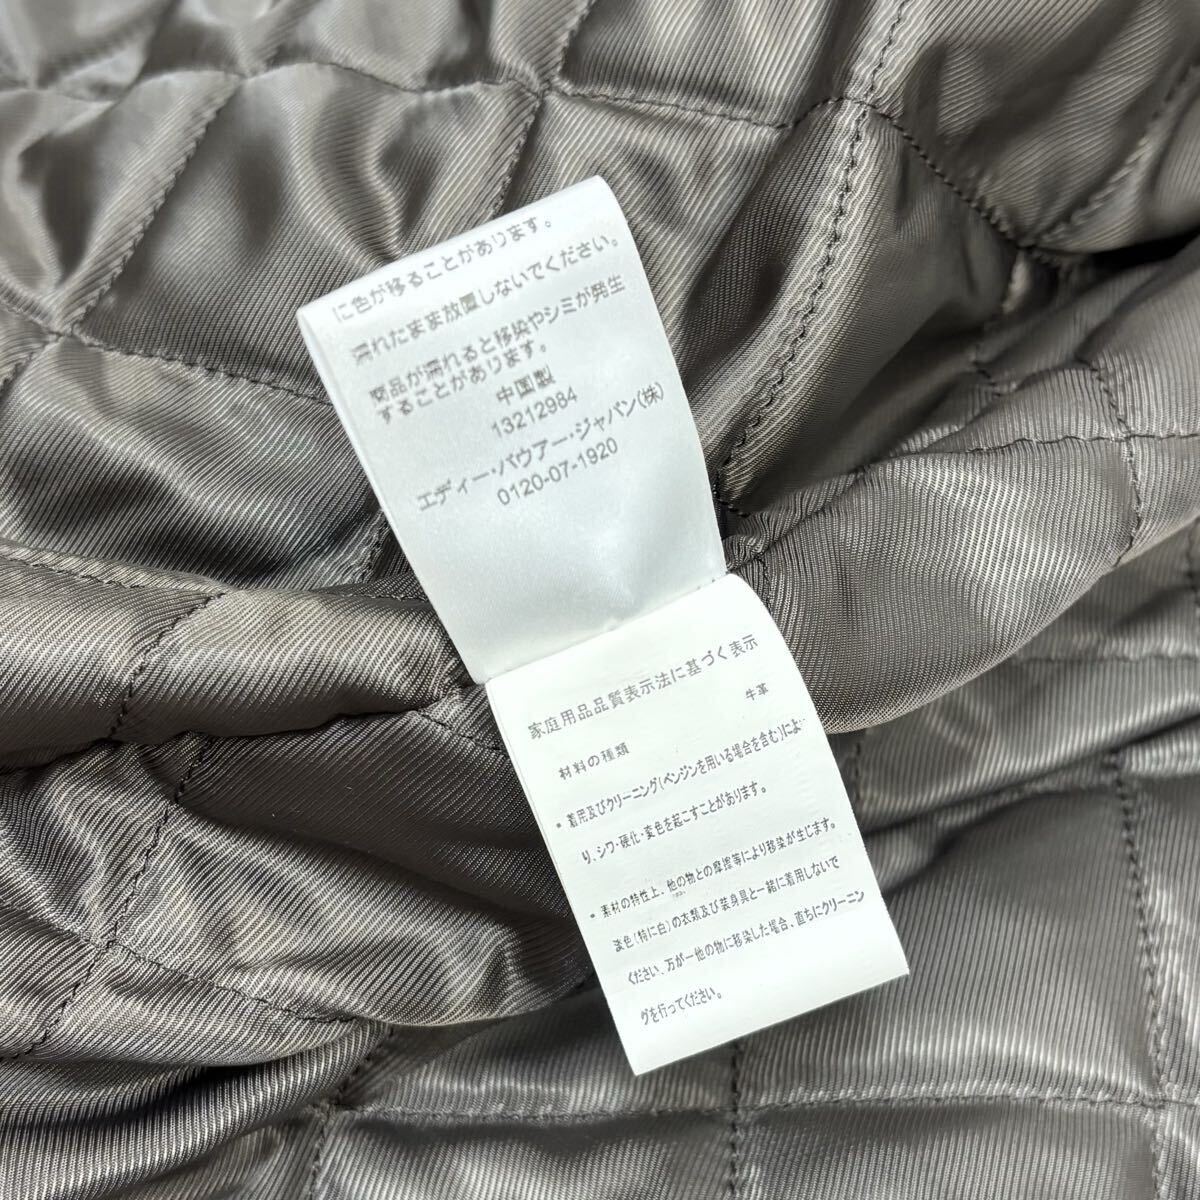 に色が移ることがあります。
濡れたまま放置しないでください。
商品が濡れると移染やシミが発生
することがあります。
中国製
13212984
エディー・バウアー・ジャパン(株)
0120-07-1920
家庭用品品質表示法に基づく表示
材料の種類 牛革
・着用及びクリーニング(ベンジンを用いる場合を含む)によ
り、シワ・硬化・変色を起こすことがあります。
・素材の特性上、他の物との摩擦等により移染が生じます。
淡色(特に白)の衣類及び装身具と一緒に着用しないで
ください、万が一他の物に移染した場合、直ちにクリーニン
グを行ってください。